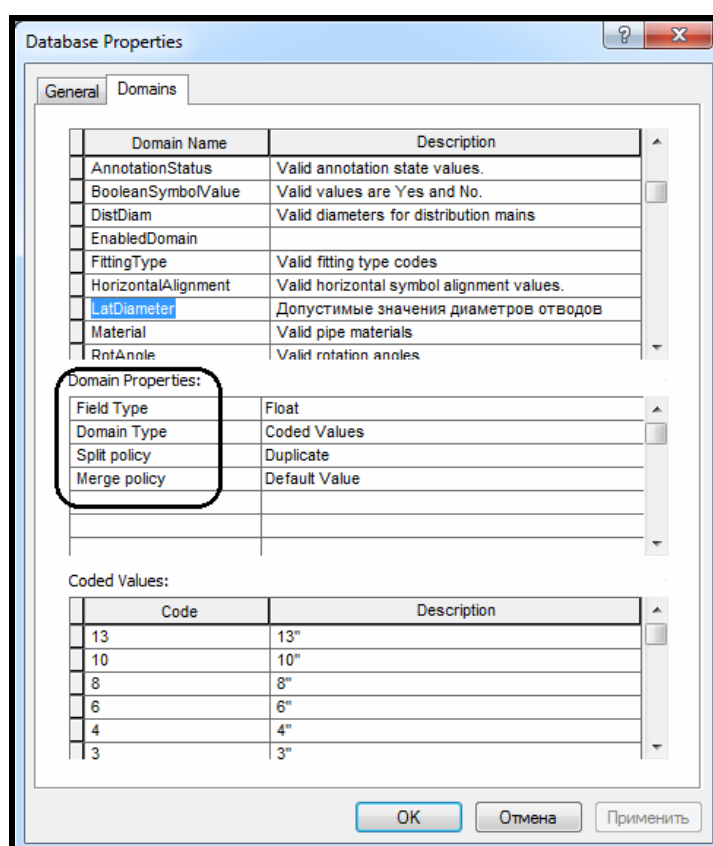 Database Properties
General Domains
Domain Name Description
AnnotationStatus Valid annotation state values.
BooleanSymbolValue Valid values are Yes and No.
DistDiam Valid diameters for distribution mains
EnabledDomain
FittingType Valid fitting type codes
HorizontalAlignment Valid horizontal symbol alignment values.
LatDiameter Допустимые значения диаметров отводов
Material Valid pipe materials
RotAngle Valid rotation angles
Domain Properties:
Field Type Float
Domain Type Coded Values
Split policy Duplicate
Merge policy Default Value
Coded Values:
Code Description
13 13"
10 10"
8 8"
6 6"
4 4"
3 3"
OK Отмена Применить